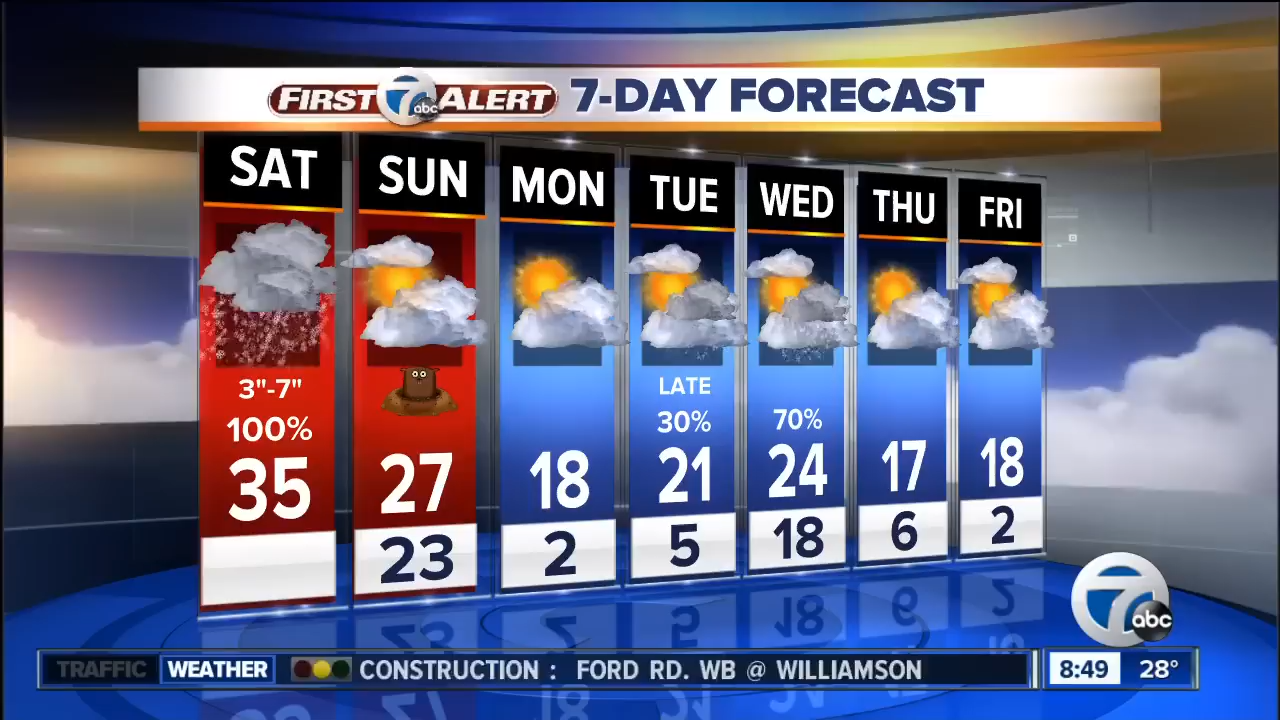 FIRST 7 abc ALERT 7-DAY FORECAST
SAT SUN MON TUE WED THU FRI
3"-7" LATE
100% 30% 70%
35 27 18 21 24 17 18
23 2 5 18 6 2
7 abc
TRAFFIC WEATHER CONSTRUCTION : FORD RD. WB @ WILLIAMSON 8:49 28°